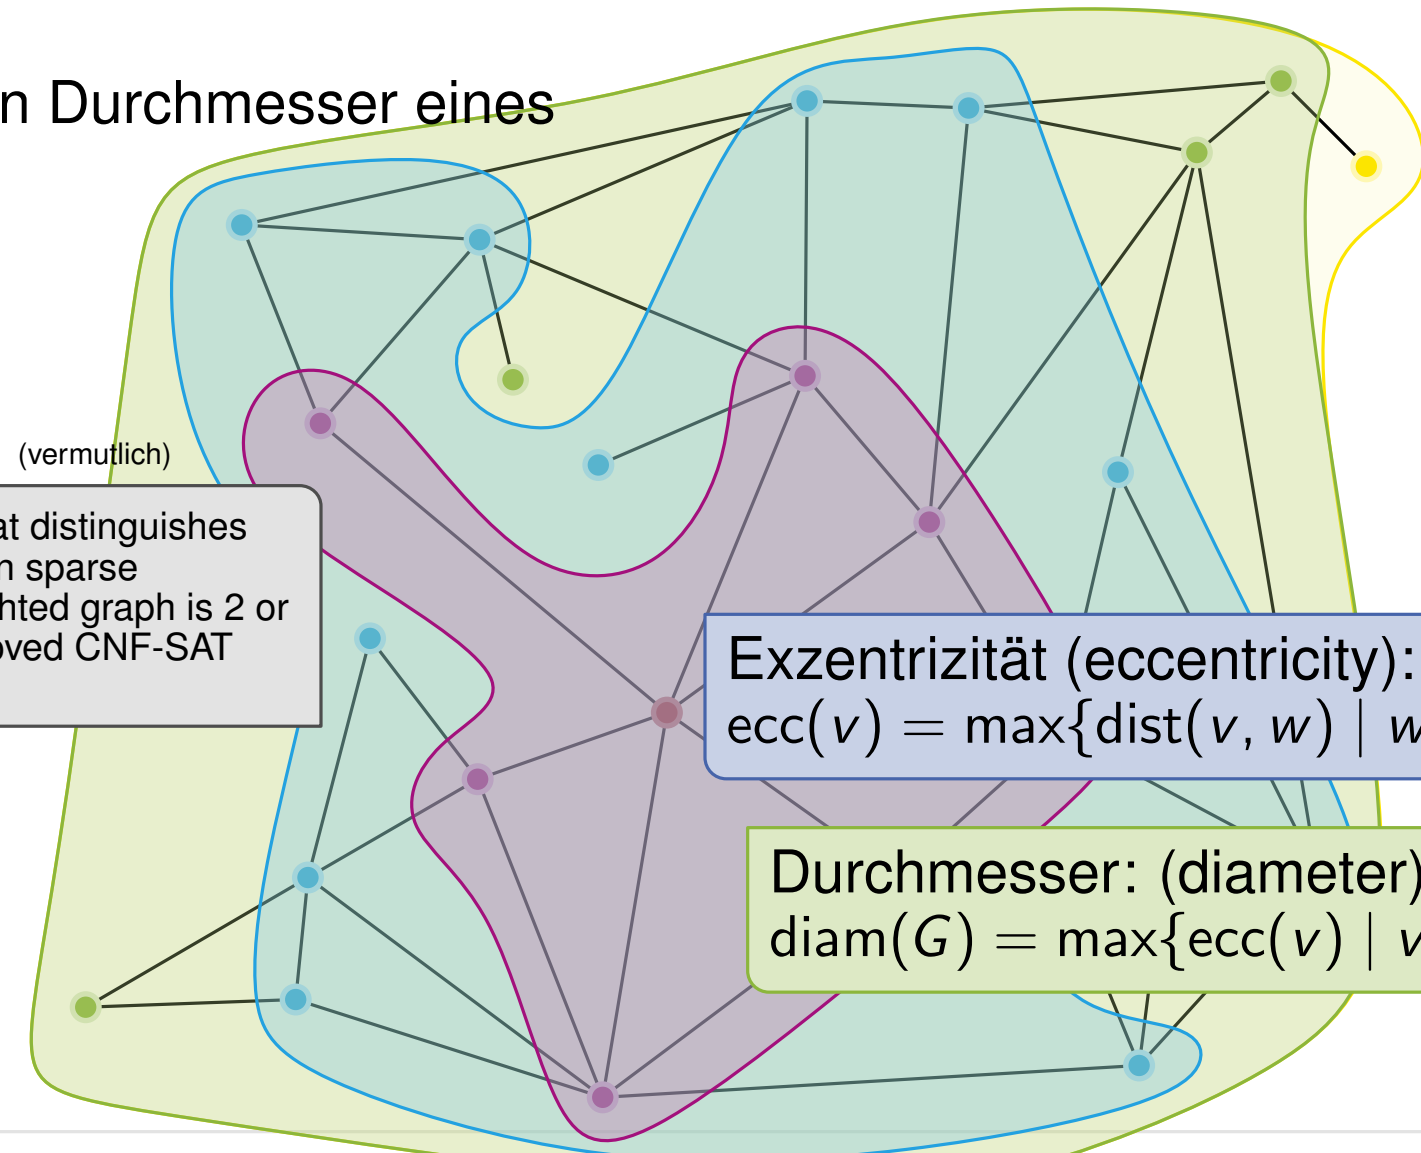 n Durchmesser eines
(vermutlich)
at distinguishes
n sparse
hted graph is 2 or
oved CNF-SAT
Exzentrizität (eccentricity):
ecc(v) = max{dist(v, w) | w
Durchmesser: (diameter)
diam(G) = max{ecc(v) | v